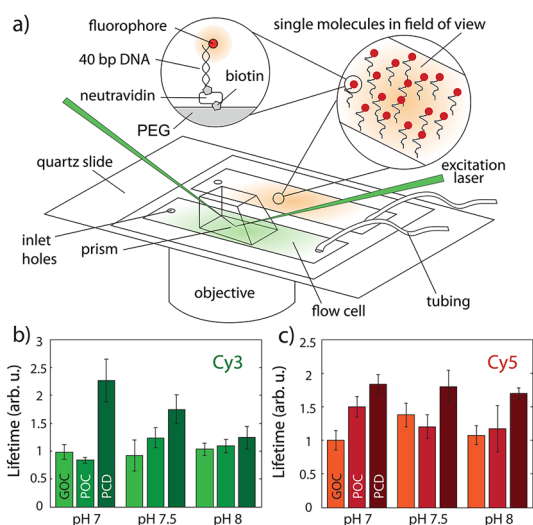 a)
fluorophore
single molecules in field of view
40 bp DNA
biotin
neutravidin
PEG
quartz slide
excitation
laser
inlet
holes
prism
objective
flow cell
tubing
b)
Cy3
Lifetime (arb. u.)
3
2.5
2
1.5
1
0.5
0
GOC
POC
PCD
pH 7
pH 7.5
pH 8
c)
Cy5
Lifetime (arb. u.)
2.5
2
1.5
1
0.5
0
GOC
POC
PCD
pH 7
pH 7.5
pH 8